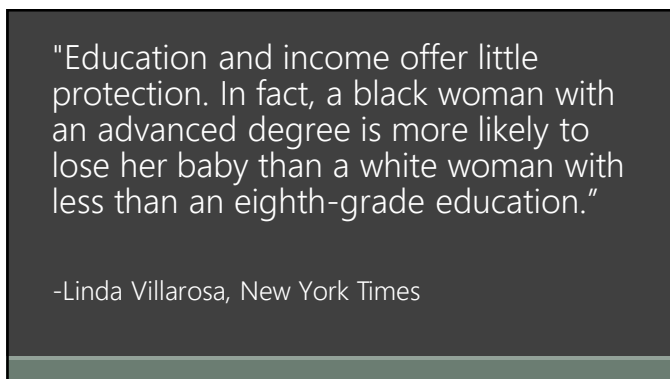 "Education and income offer little
protection. In fact, a black woman with
an advanced degree is more likely to
lose her baby than a white woman with
less than an eighth-grade education.”
-Linda Villarosa, New York Times